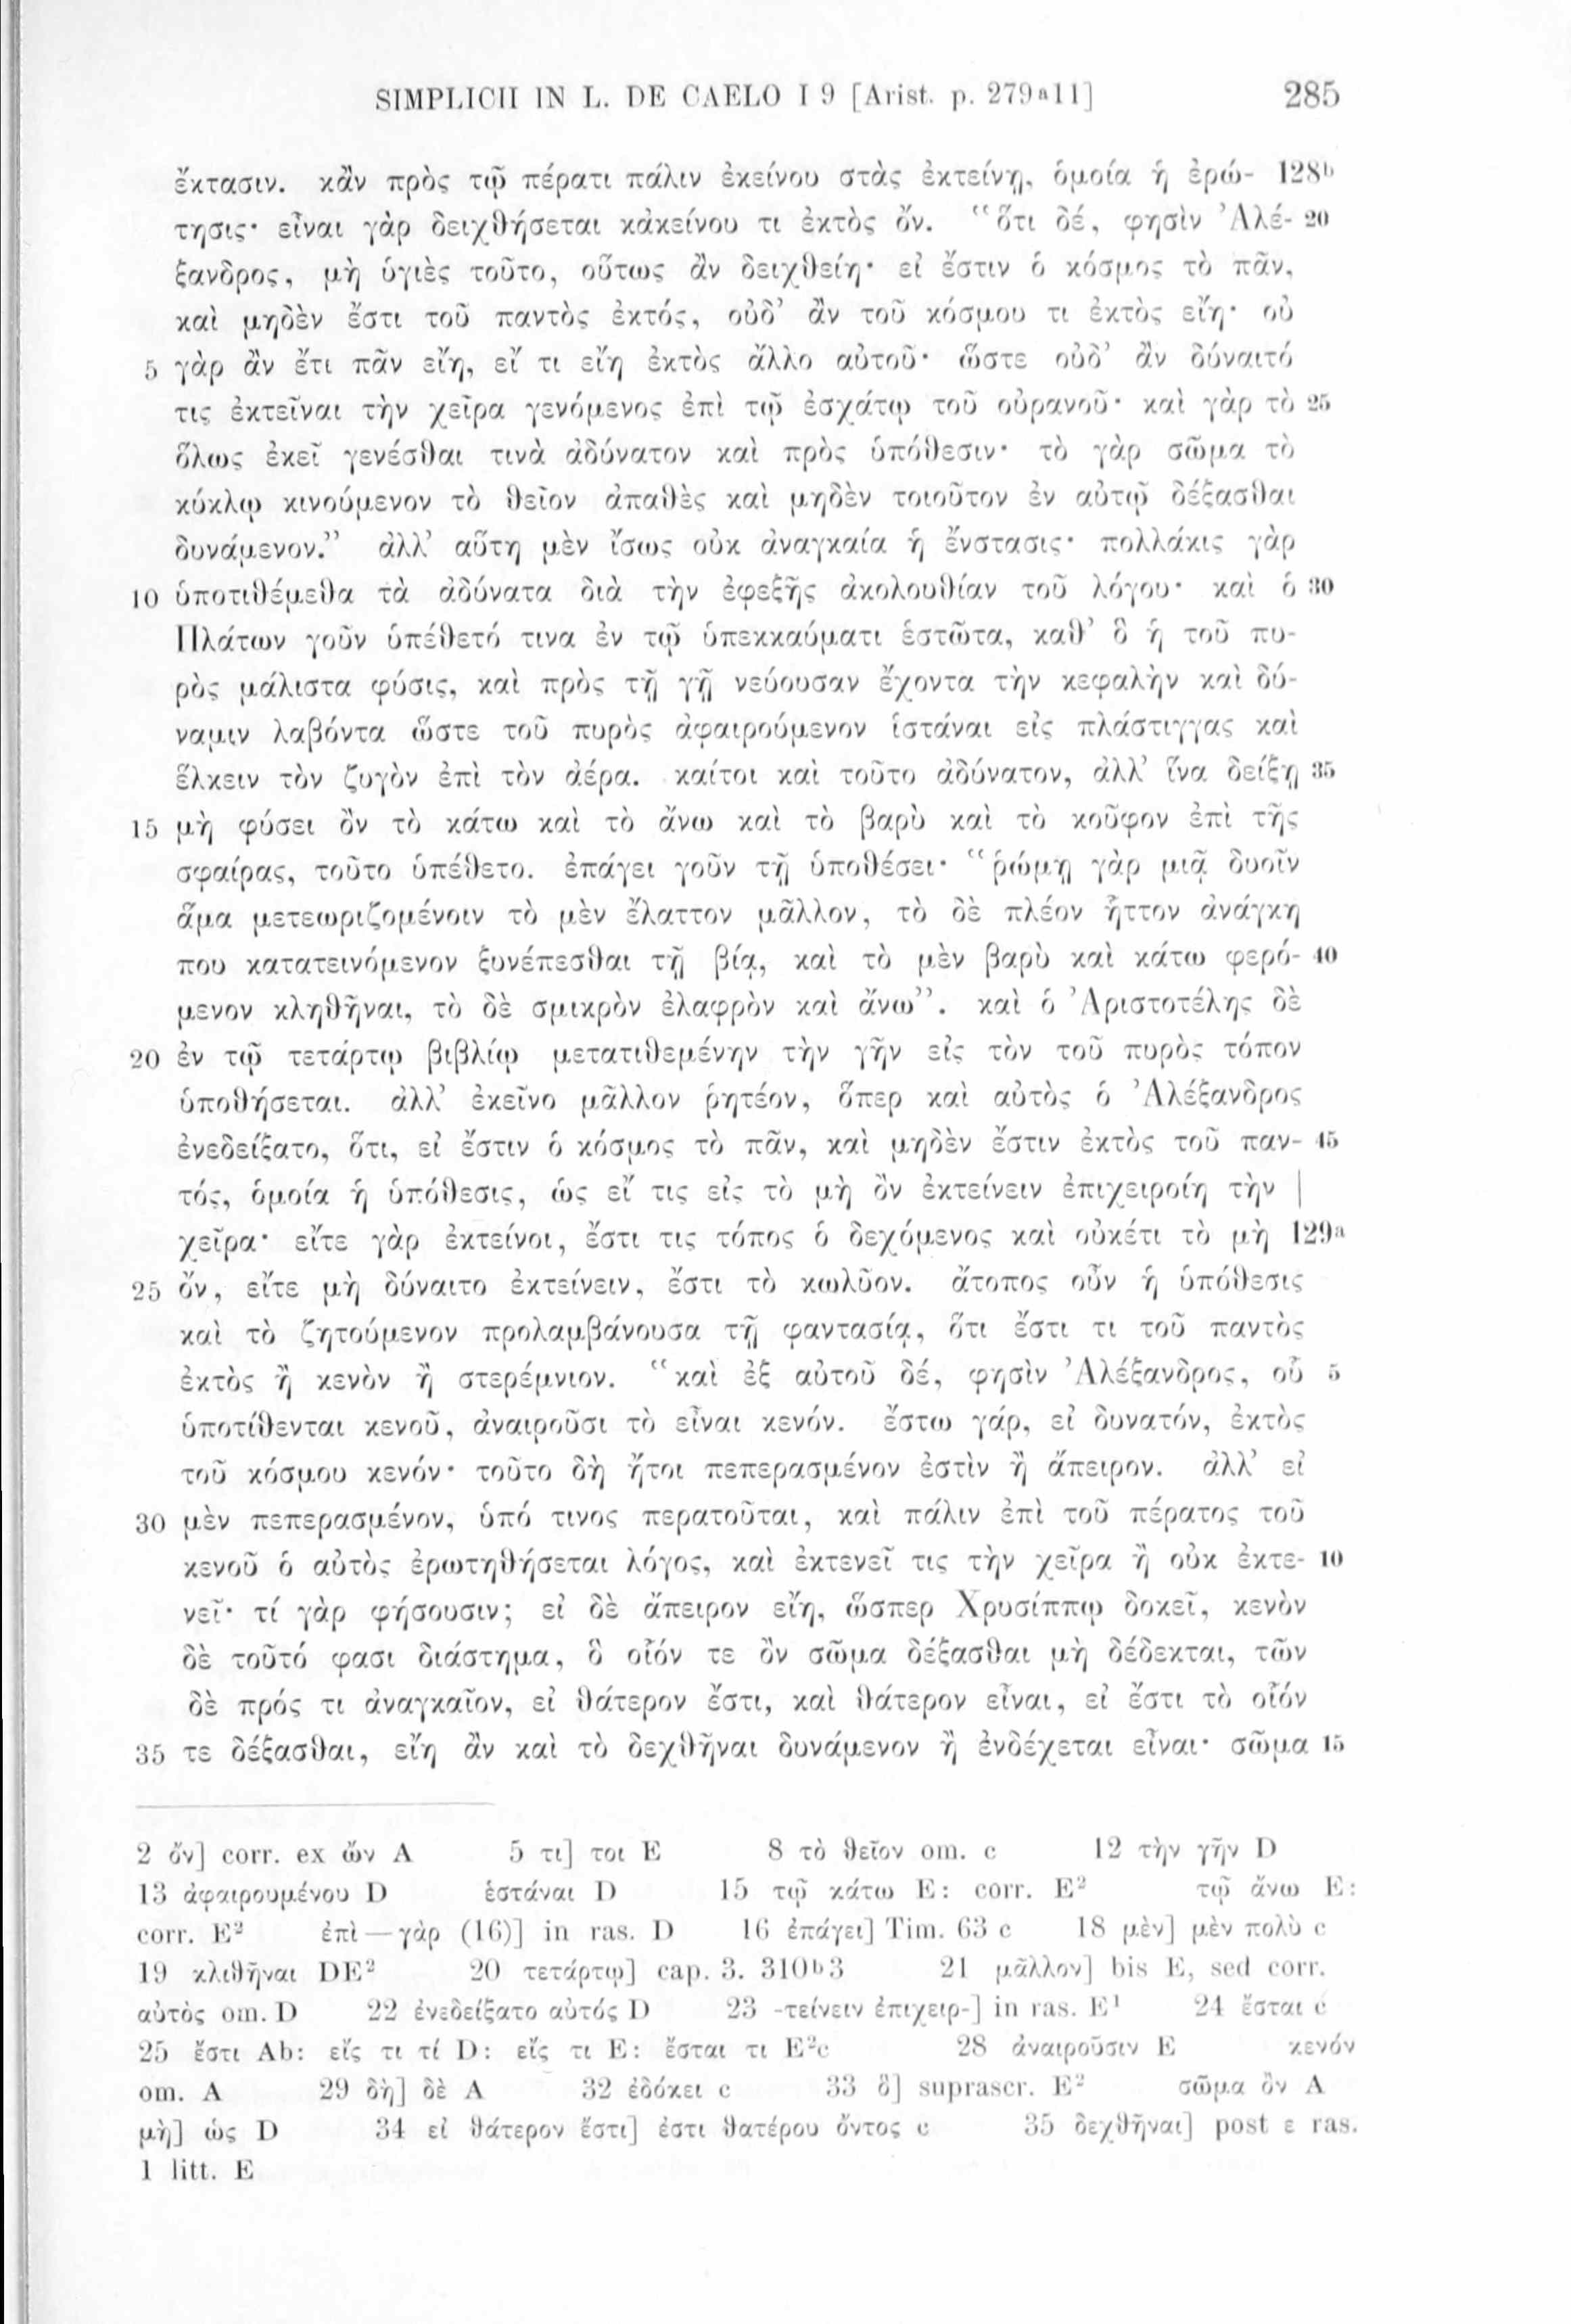 SIMPLICII IN L. DE CAELO I 9 [Arist. p. 279ᵃ11] 285
ἔκτασιν. κἂν πρὸς τῷ πέρατι πάλιν ἐκείνου στὰς ἐκτείνῃ, ὁμοία ἡ ἐρώ- 128ᵇ
τησις· εἶναι γὰρ δειχθήσεται κἀκείνου τι ἐκτὸς ὄν. “ὅτι δέ, φησὶν Ἀλέ- 20
ξανδρος, μὴ ὑγιὲς τοῦτο, οὕτως ἂν δειχθείη· εἰ ἔστιν ὁ κόσμος τὸ πᾶν,
καὶ μηδὲν ἔστι τοῦ παντὸς ἐκτός, οὐδ’ ἂν τοῦ κόσμου τι ἐκτὸς εἴη· οὐ
5 γὰρ ἂν ἔτι πᾶν εἴη, εἴ τι εἴη ἐκτὸς ἄλλο αὐτοῦ· ὥστε οὐδ’ ἂν δύναιτό
τις ἐκτεῖναι τὴν χεῖρα γενόμενος ἐπὶ τῷ ἐσχάτῳ τοῦ οὐρανοῦ· καὶ γὰρ τὸ 25
ὅλως ἐκεῖ γενέσθαι τινὰ ἀδύνατον καὶ πρὸς ὑπόθεσιν· τὸ γὰρ σῶμα τὸ
κύκλῳ κινούμενον τὸ θεῖον ἀπαθὲς καὶ μηδὲν τοιοῦτον ἐν αὑτῷ δέξασθαι
δυνάμενον.” ἀλλ’ αὕτη μὲν ἴσως οὐκ ἀναγκαία ἡ ἔνστασις· πολλάκις γὰρ
10 ὑποτιθέμεθα τὰ ἀδύνατα διὰ τὴν ἐφεξῆς ἀκολουθίαν τοῦ λόγου· καὶ ὁ 30
Πλάτων γοῦν ὑπέθετό τινα ἐν τῷ ὑπεκκαύματι ἑστῶτα, καθ’ ὃ ἡ τοῦ πυ-
ρὸς μάλιστα φύσις, καὶ πρὸς τῇ γῇ νεύουσαν ἔχοντα τὴν κεφαλὴν καὶ δύ-
ναμιν λαβόντα ὥστε τοῦ πυρὸς ἀφαιρούμενον ἱστάναι εἰς πλάστιγγας καὶ
ἕλκειν τὸν ζυγὸν ἐπὶ τὸν ἀέρα. καίτοι καὶ τοῦτο ἀδύνατον, ἀλλ’ ἵνα δείξῃ 35
15 μὴ φύσει ὂν τὸ κάτω καὶ τὸ ἄνω καὶ τὸ βαρὺ καὶ τὸ κοῦφον ἐπὶ τῆς
σφαίρας, τοῦτο ὑπέθετο. ἐπάγει γοῦν τῇ ὑποθέσει· “ῥώμῃ γὰρ μιᾷ δυοῖν
ἅμα μετεωριζομένοιν τὸ μὲν ἔλαττον μᾶλλον, τὸ δὲ πλέον ἧττον ἀνάγκη
που κατατεινόμενον ξυνέπεσθαι τῇ βίᾳ, καὶ τὸ μὲν βαρὺ καὶ κάτω φερό- 40
μενον κληθῆναι, τὸ δὲ σμικρὸν ἐλαφρὸν καὶ ἄνω”. καὶ ὁ Ἀριστοτέλης δὲ
20 ἐν τῷ τετάρτῳ βιβλίῳ μετατιθεμένην τὴν γῆν εἰς τὸν τοῦ πυρὸς τόπον
ὑποθήσεται. ἀλλ’ ἐκεῖνο μᾶλλον ῥητέον, ὅπερ καὶ αὐτὸς ὁ Ἀλέξανδρος
ἐνεδείξατο, ὅτι, εἰ ἔστιν ὁ κόσμος τὸ πᾶν, καὶ μηδὲν ἔστιν ἐκτὸς τοῦ παν- 45
τός, ὁμοία ἡ ὑπόθεσις, ὡς εἴ τις εἰς τὸ μὴ ὂν ἐκτείνειν ἐπιχειροίη τὴν |
χεῖρα· εἴτε γὰρ ἐκτείνοι, ἔστι τις τόπος ὁ δεχόμενος καὶ οὐκέτι τὸ μὴ 129ᵃ
25 ὄν, εἴτε μὴ δύναιτο ἐκτείνειν, ἔστι τὸ κωλῦον. ἄτοπος οὖν ἡ ὑπόθεσις
καὶ τὸ ζητούμενον προλαμβάνουσα τῇ φαντασίᾳ, ὅτι ἔστι τι τοῦ παντὸς
ἐκτὸς ἢ κενὸν ἢ στερέμνιον. “καὶ ἐξ αὐτοῦ δέ, φησὶν Ἀλέξανδρος, οὗ 5
ὑποτίθενται κενοῦ, ἀναιροῦσι τὸ εἶναι κενόν. ἔστω γάρ, εἰ δυνατόν, ἐκτὸς
τοῦ κόσμου κενόν· τοῦτο δὴ ἤτοι πεπερασμένον ἐστὶν ἢ ἄπειρον. ἀλλ’ εἰ
30 μὲν πεπερασμένον, ὑπό τινος περατοῦται, καὶ πάλιν ἐπὶ τοῦ πέρατος τοῦ
κενοῦ ὁ αὐτὸς ἐρωτηθήσεται λόγος, καὶ ἐκτενεῖ τις τὴν χεῖρα ἢ οὐκ ἐκτε- 10
νεῖ· τί γὰρ φήσουσιν; εἰ δὲ ἄπειρον εἴη, ὥσπερ Χρυσίππῳ δοκεῖ, κενὸν
δὲ τοῦτό φασι διάστημα, ὃ οἷόν τε ὂν σῶμα δέξασθαι μὴ δέδεκται, τῶν
δὲ πρός τι ἀναγκαῖον, εἰ θάτερον ἔστι, καὶ θάτερον εἶναι, εἰ ἔστι τὸ οἷόν
35 τε δέξασθαι, εἴη ἂν καὶ τὸ δεχθῆναι δυνάμενον ἢ ἐνδέχεται εἶναι· σῶμα 15
2 ὄν] corr. ex ὤν A 5 τι] τοι E 8 τὸ θεῖον om. c 12 τὴν γῆν D
13 ἀφαιρουμένου D ἑστάναι D 15 τῷ κάτω E: corr. E² τῷ ἄνω E:
corr. E² ἐπὶ—γὰρ (16)] in ras. D 16 ἐπάγει] Tim. 63 c 18 μὲν] μὲν πολὺ c
19 κλιθῆναι DE² 20 τετάρτῳ] cap. 3. 310ᵇ3 21 μᾶλλον] bis E, sed corr.
αὐτὸς om. D 22 ἐνεδείξατο αὐτός D 23 -τείνειν ἐπιχειρ-] in ras. E¹ 24 ἔσται c
25 ἔστι Ab: εἴς τι τί D: εἴς τι E: ἔσται τι E²c 28 ἀναιροῦσιν E κενόν
om. A 29 δὴ] δὲ A 32 ἐδόκει c 33 ὃ] suprascr. E² σῶμα ὂν A
μὴ] ὡς D 34 εἰ θάτερον ἔστι] ἐστι θατέρου ὄντος c 35 δεχθῆναι] post ε ras.
1 litt. E